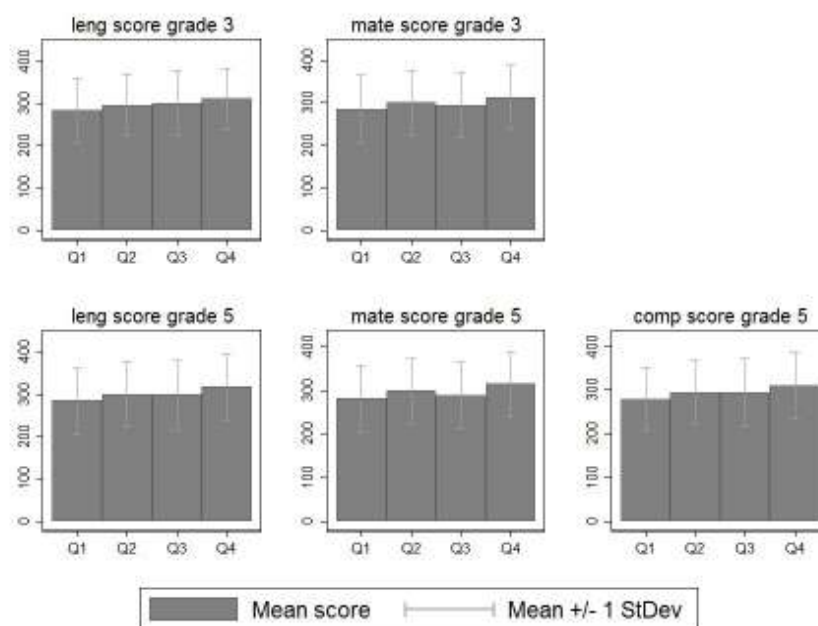 leng score grade 3
400
300
200
100
0
Q1 Q2 Q3 Q4
mate score grade 3
400
300
200
100
0
Q1 Q2 Q3 Q4
leng score grade 5
400
300
200
100
0
Q1 Q2 Q3 Q4
mate score grade 5
400
300
200
100
0
Q1 Q2 Q3 Q4
comp score grade 5
400
300
200
100
0
Q1 Q2 Q3 Q4
Mean score Mean +/- 1 StDev